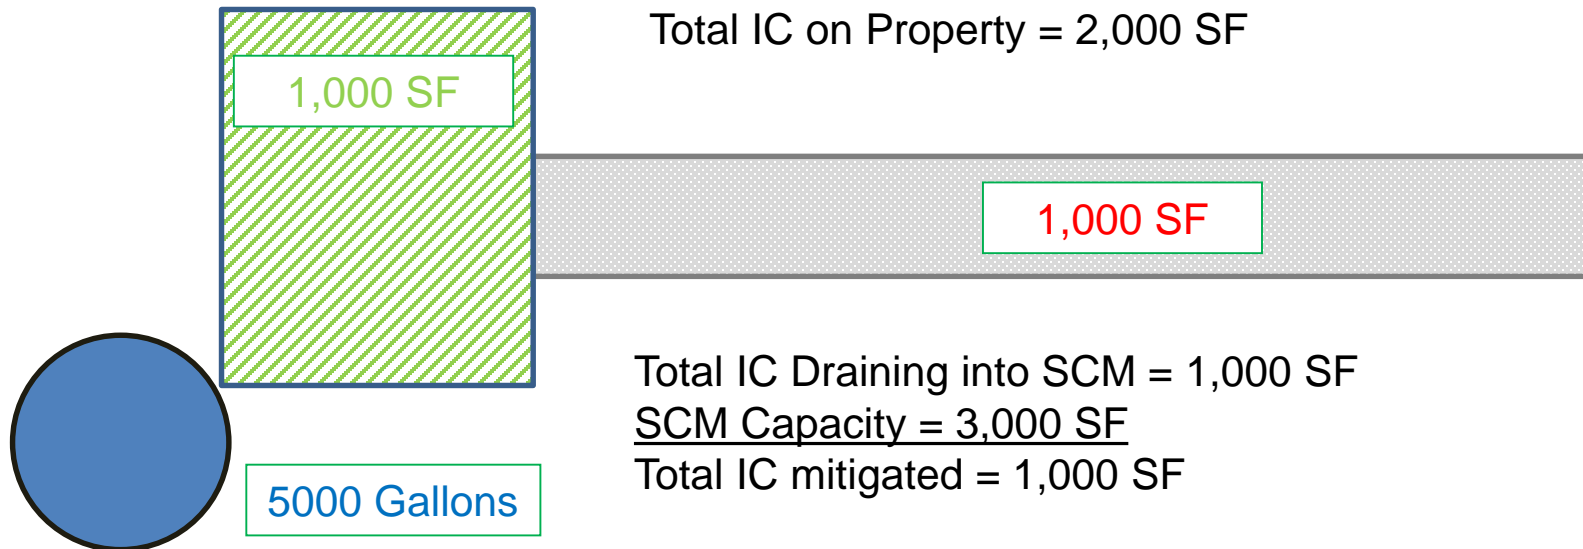 Total IC on Property = 2,000 SF
1,000 SF
1,000 SF
Total IC Draining into SCM = 1,000 SF
SCM Capacity = 3,000 SF
Total IC mitigated = 1,000 SF
5000 Gallons